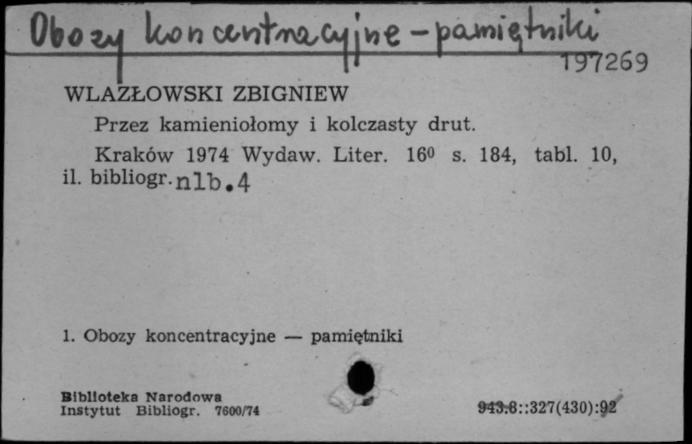 Obozy koncentracyjne - pamiętniki
197269
WLAZŁOWSKI ZBIGNIEW
Przez kamieniołomy i kolczasty drut.
Kraków 1974 Wydaw. Liter. 16⁰ s. 184, tabl. 10,
il. bibliogr. nlb. 4
1. Obozy koncentracyjne — pamiętniki
Biblioteka Narodowa
Instytut Bibliogr. 7600/74
943.8::327(430):92